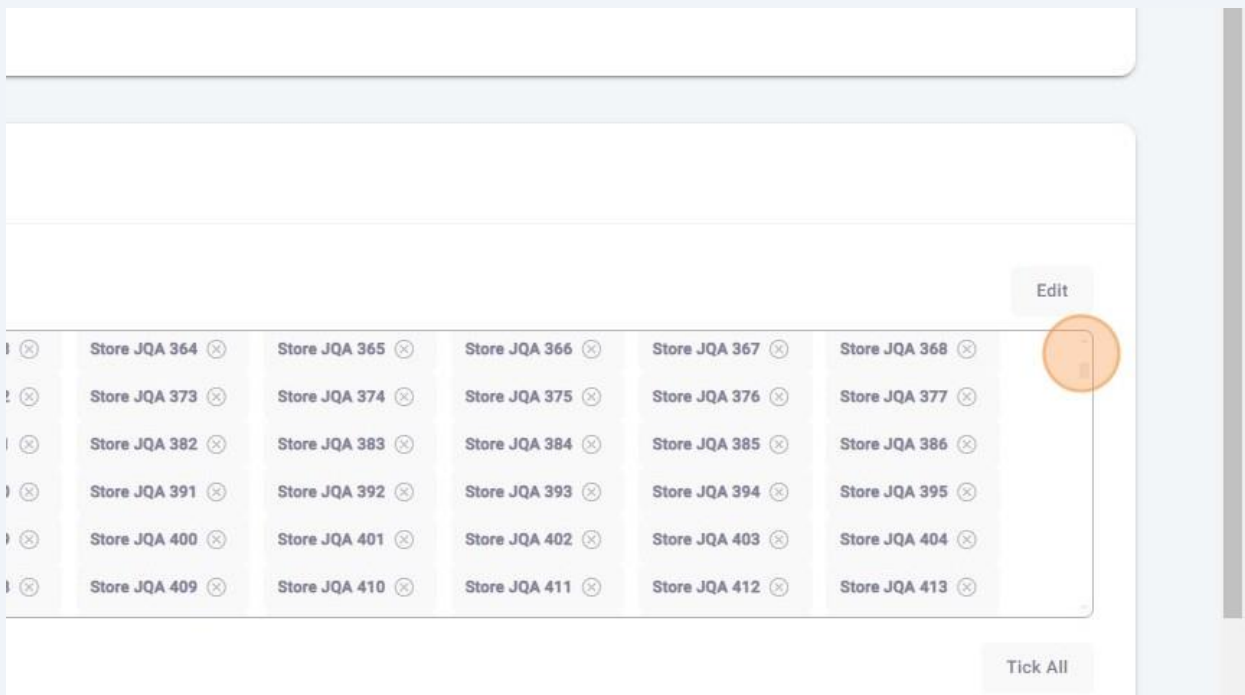 Edit
Store JQA 364 Store JQA 365 Store JQA 366 Store JQA 367 Store JQA 368
Store JQA 373 Store JQA 374 Store JQA 375 Store JQA 376 Store JQA 377
Store JQA 382 Store JQA 383 Store JQA 384 Store JQA 385 Store JQA 386
Store JQA 391 Store JQA 392 Store JQA 393 Store JQA 394 Store JQA 395
Store JQA 400 Store JQA 401 Store JQA 402 Store JQA 403 Store JQA 404
Store JQA 409 Store JQA 410 Store JQA 411 Store JQA 412 Store JQA 413
Tick All